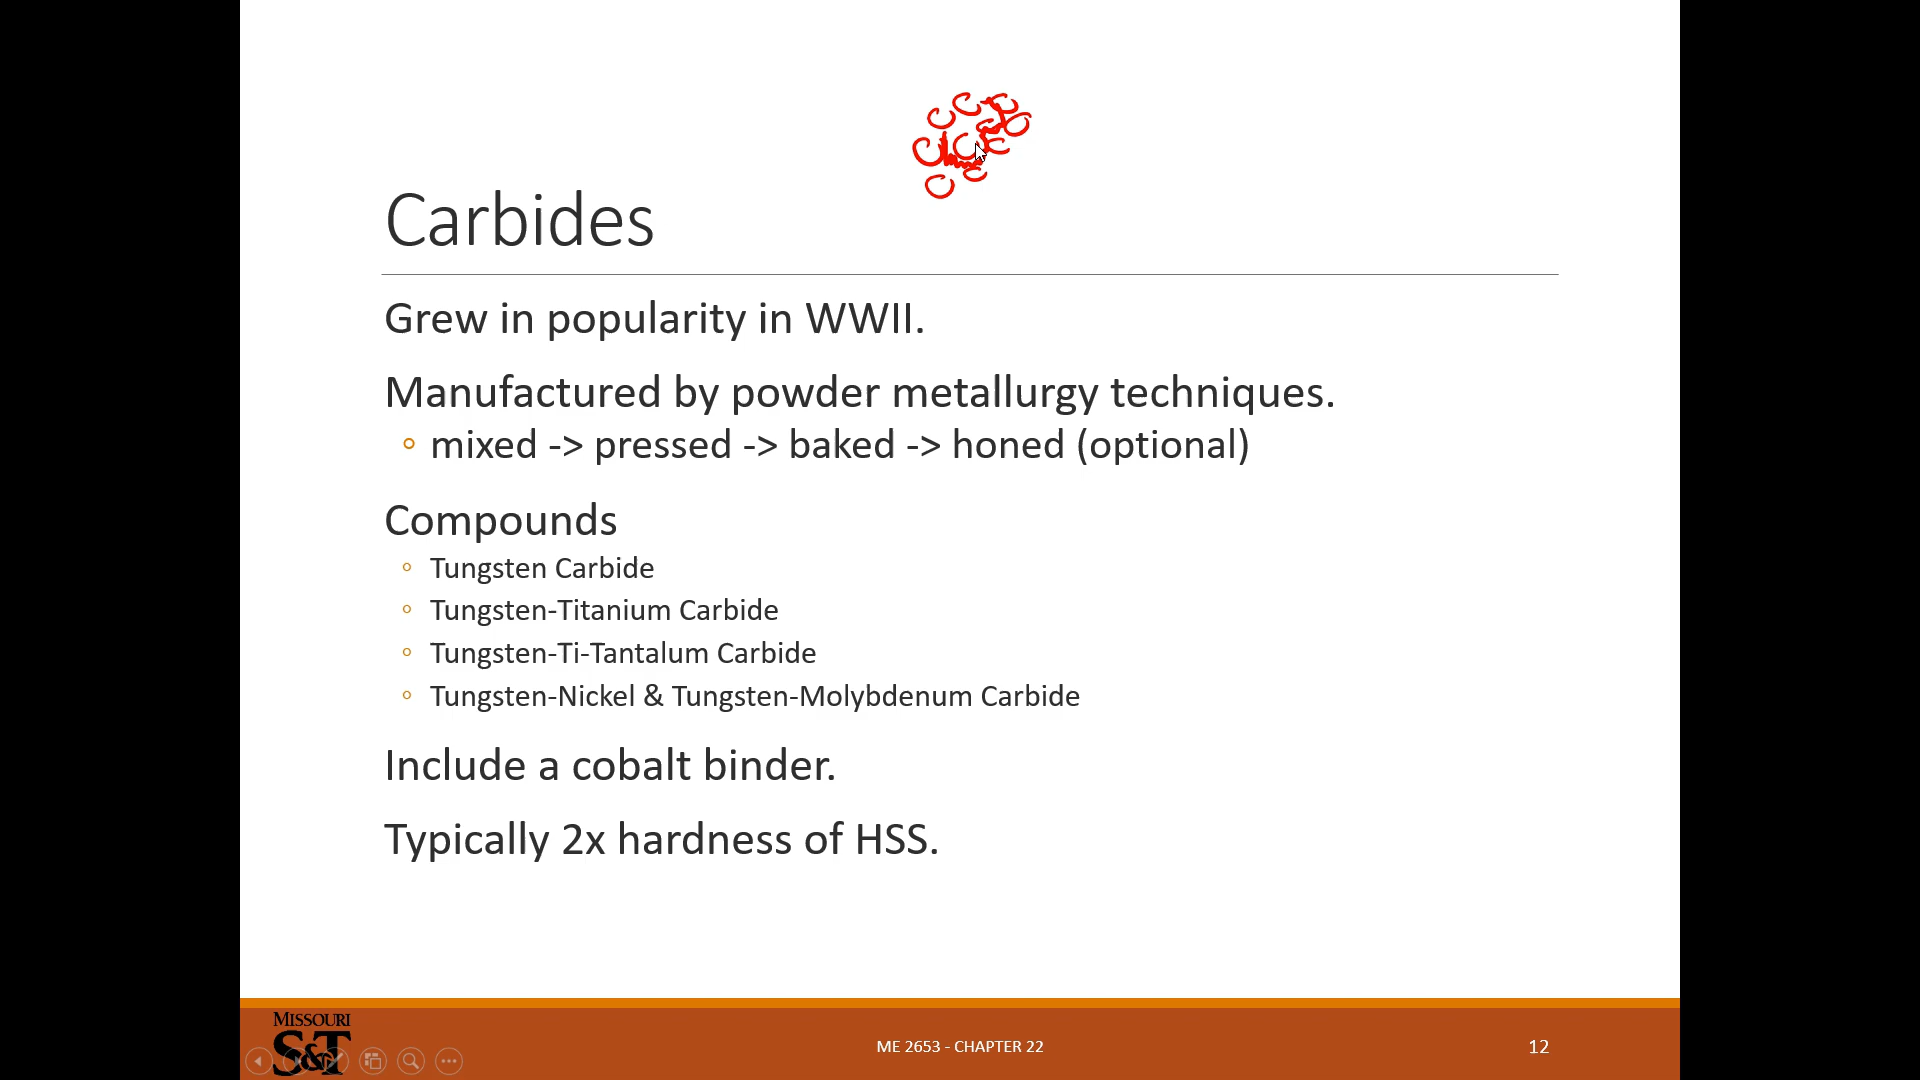 Carbides
Grew in popularity in WWII.
Manufactured by powder metallurgy techniques.
◦ mixed -> pressed -> baked -> honed (optional)
Compounds
◦ Tungsten Carbide
◦ Tungsten-Titanium Carbide
◦ Tungsten-Ti-Tantalum Carbide
◦ Tungsten-Nickel & Tungsten-Molybdenum Carbide
Include a cobalt binder.
Typically 2x hardness of HSS.
MISSOURI
S&T
ME 2653 - CHAPTER 22
12